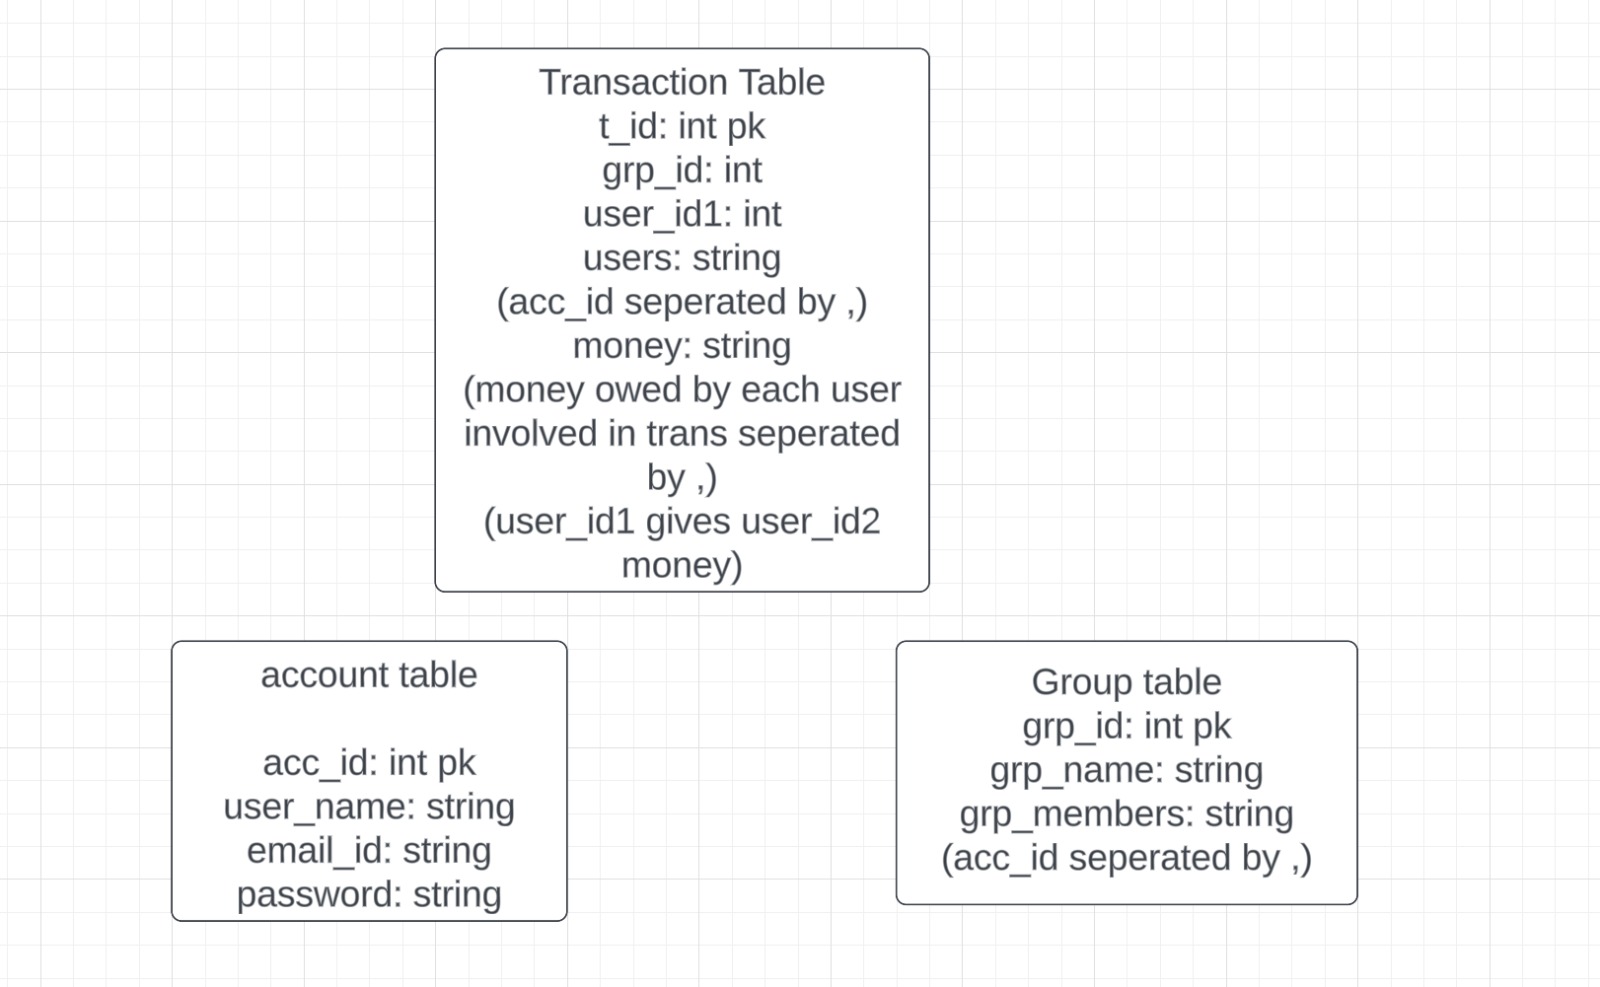 Transaction Table
t_id: int pk
grp_id: int
user_id1: int
users: string
(acc_id seperated by ,)
money: string
(money owed by each user
involved in trans seperated
by ,)
(user_id1 gives user_id2
money)
account table
acc_id: int pk
user_name: string
email_id: string
password: string
Group table
grp_id: int pk
grp_name: string
grp_members: string
(acc_id seperated by ,)